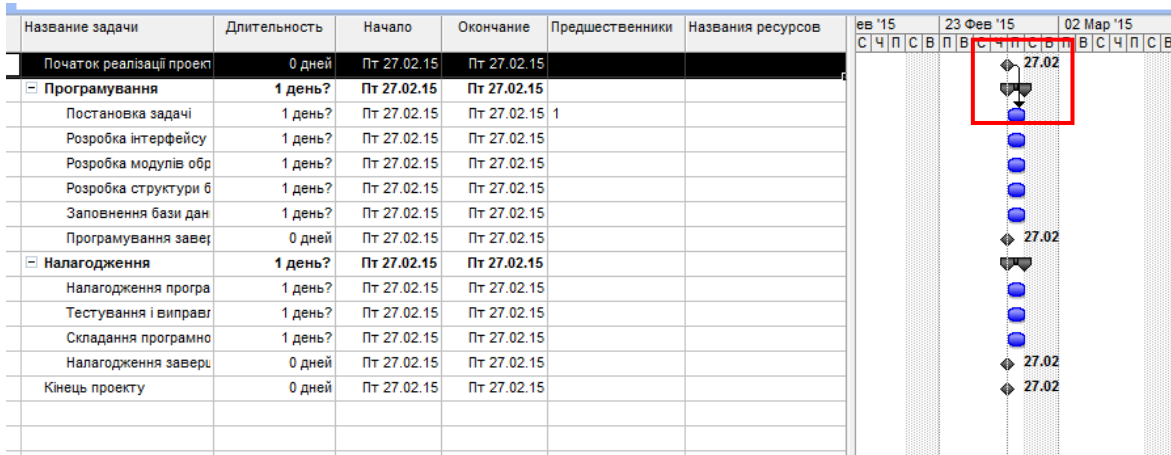 Название задачи Длительность Начало Окончание Предшественники Названия ресурсов ев '15 23 Фев '15 02 Мар '15
С Ч П С В П В С Ч П С В П В С Ч П С В
Початок реалізації проект 0 дней Пт 27.02.15 Пт 27.02.15 27.02
Програмування 1 день? Пт 27.02.15 Пт 27.02.15
Постановка задачі 1 день? Пт 27.02.15 Пт 27.02.15 1
Розробка інтерфейсу 1 день? Пт 27.02.15 Пт 27.02.15
Розробка модулів обр 1 день? Пт 27.02.15 Пт 27.02.15
Розробка структури б 1 день? Пт 27.02.15 Пт 27.02.15
Заповнення бази дан 1 день? Пт 27.02.15 Пт 27.02.15
Програмування завер 0 дней Пт 27.02.15 Пт 27.02.15 27.02
Налагодження 1 день? Пт 27.02.15 Пт 27.02.15
Налагодження програ 1 день? Пт 27.02.15 Пт 27.02.15
Тестування і виправл 1 день? Пт 27.02.15 Пт 27.02.15
Складання програмно 1 день? Пт 27.02.15 Пт 27.02.15
Налагодження заверш 0 дней Пт 27.02.15 Пт 27.02.15 27.02
Кінець проекту 0 дней Пт 27.02.15 Пт 27.02.15 27.02